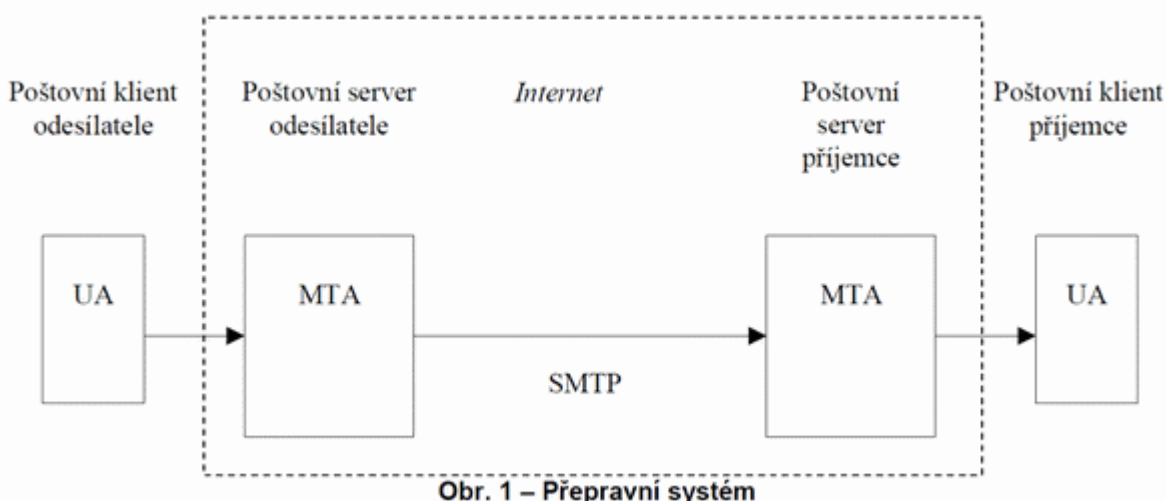 Poštovní klient
odesílatele
Poštovní server
odesílatele
Internet
Poštovní
server
příjemce
Poštovní klient
příjemce
UA
MTA
MTA
UA
SMTP
Obr. 1 – Přepravní systém